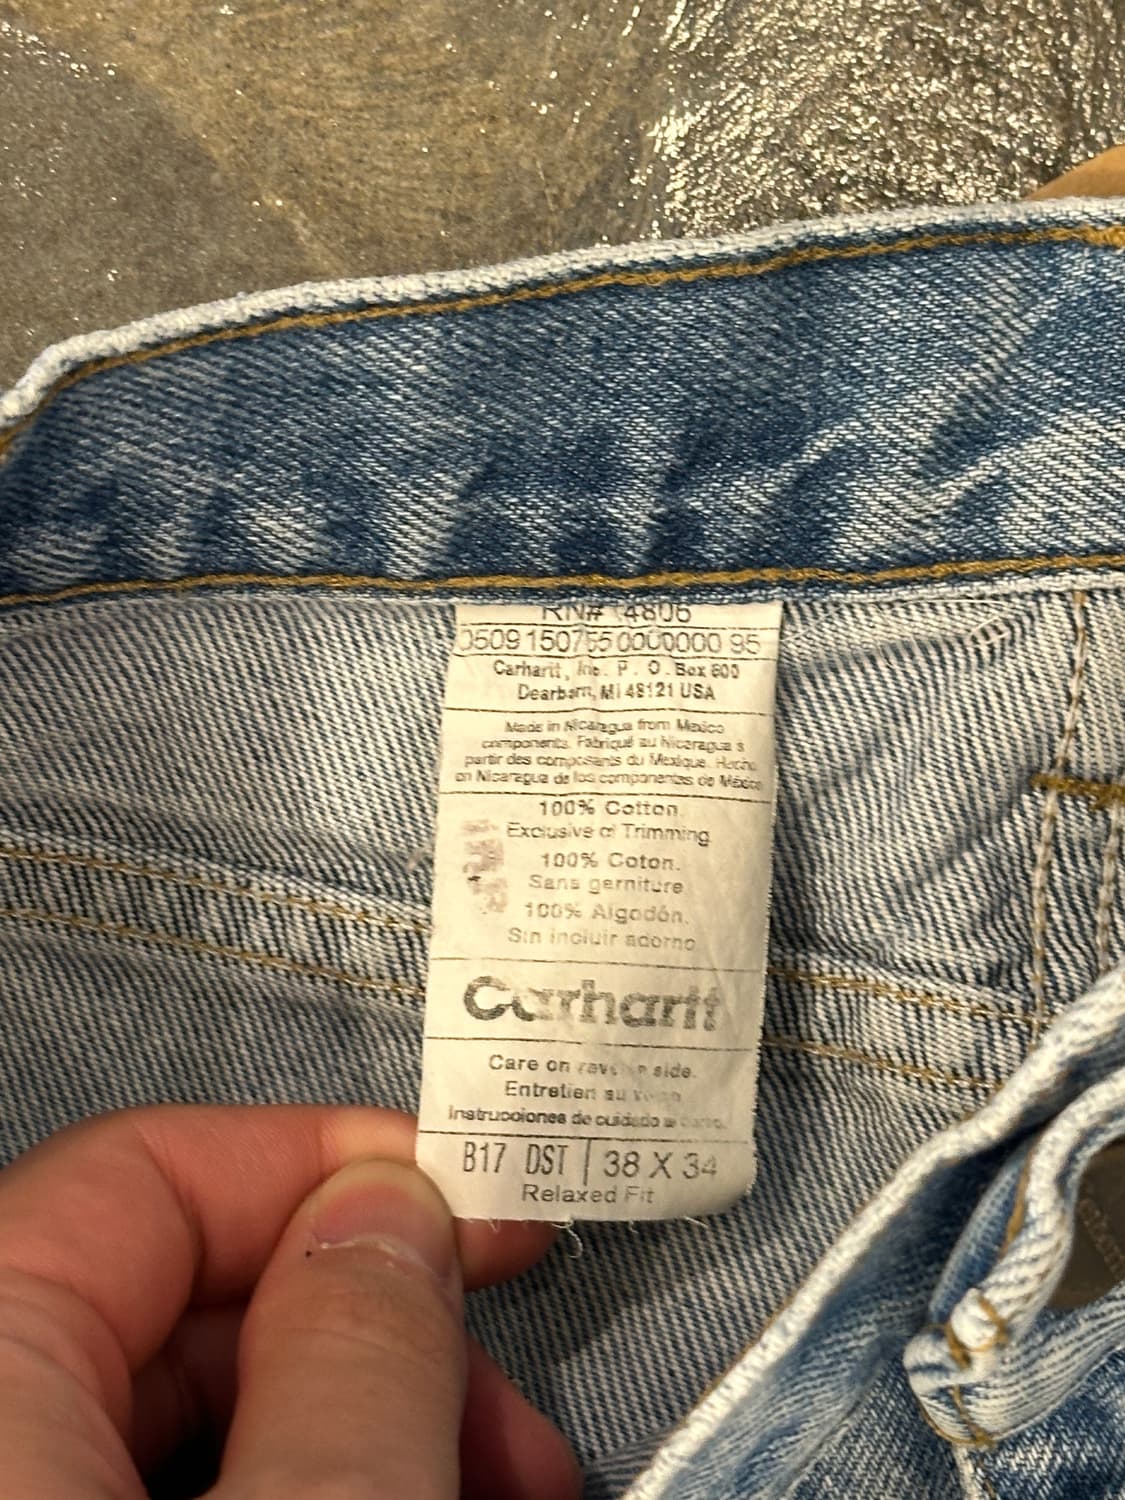 RN# 14806
0509 15076500000000 95
Carhartt, Inc. P. O. Box 600
Dearborn, MI 48121 USA
Made in Nicaragua from Mexico
components. Fabriqué au Nicaragua à
partir des composants du Mexique. Hecho
en Nicaragua de los componentes de México
100% Cotton.
Exclusive of Trimming
100% Coton.
Sans garniture
100% Algodón.
Sin incluir adorno
Carhartt
Care on reverse side.
Entretien au verso
Instrucciones de cuidado al dorso.
B17 DST | 38 X 34
Relaxed Fit